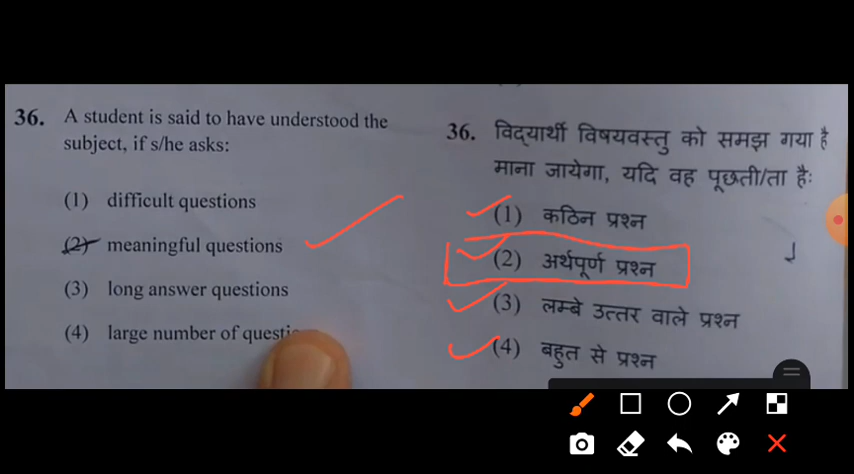 36. A student is said to have understood the
subject, if s/he asks:
(1) difficult questions
(2) meaningful questions
(3) long answer questions
(4) large number of
36. विद्यार्थी विषयवस्तु को समझ गया है
माना जायेगा, यदि वह पूछती/ता है:
(1) कठिन प्रश्न
(2) अर्थपूर्ण प्रश्न
(3) लम्बे उत्तर वाले प्रश्न
(4) बहुत से प्रश्न